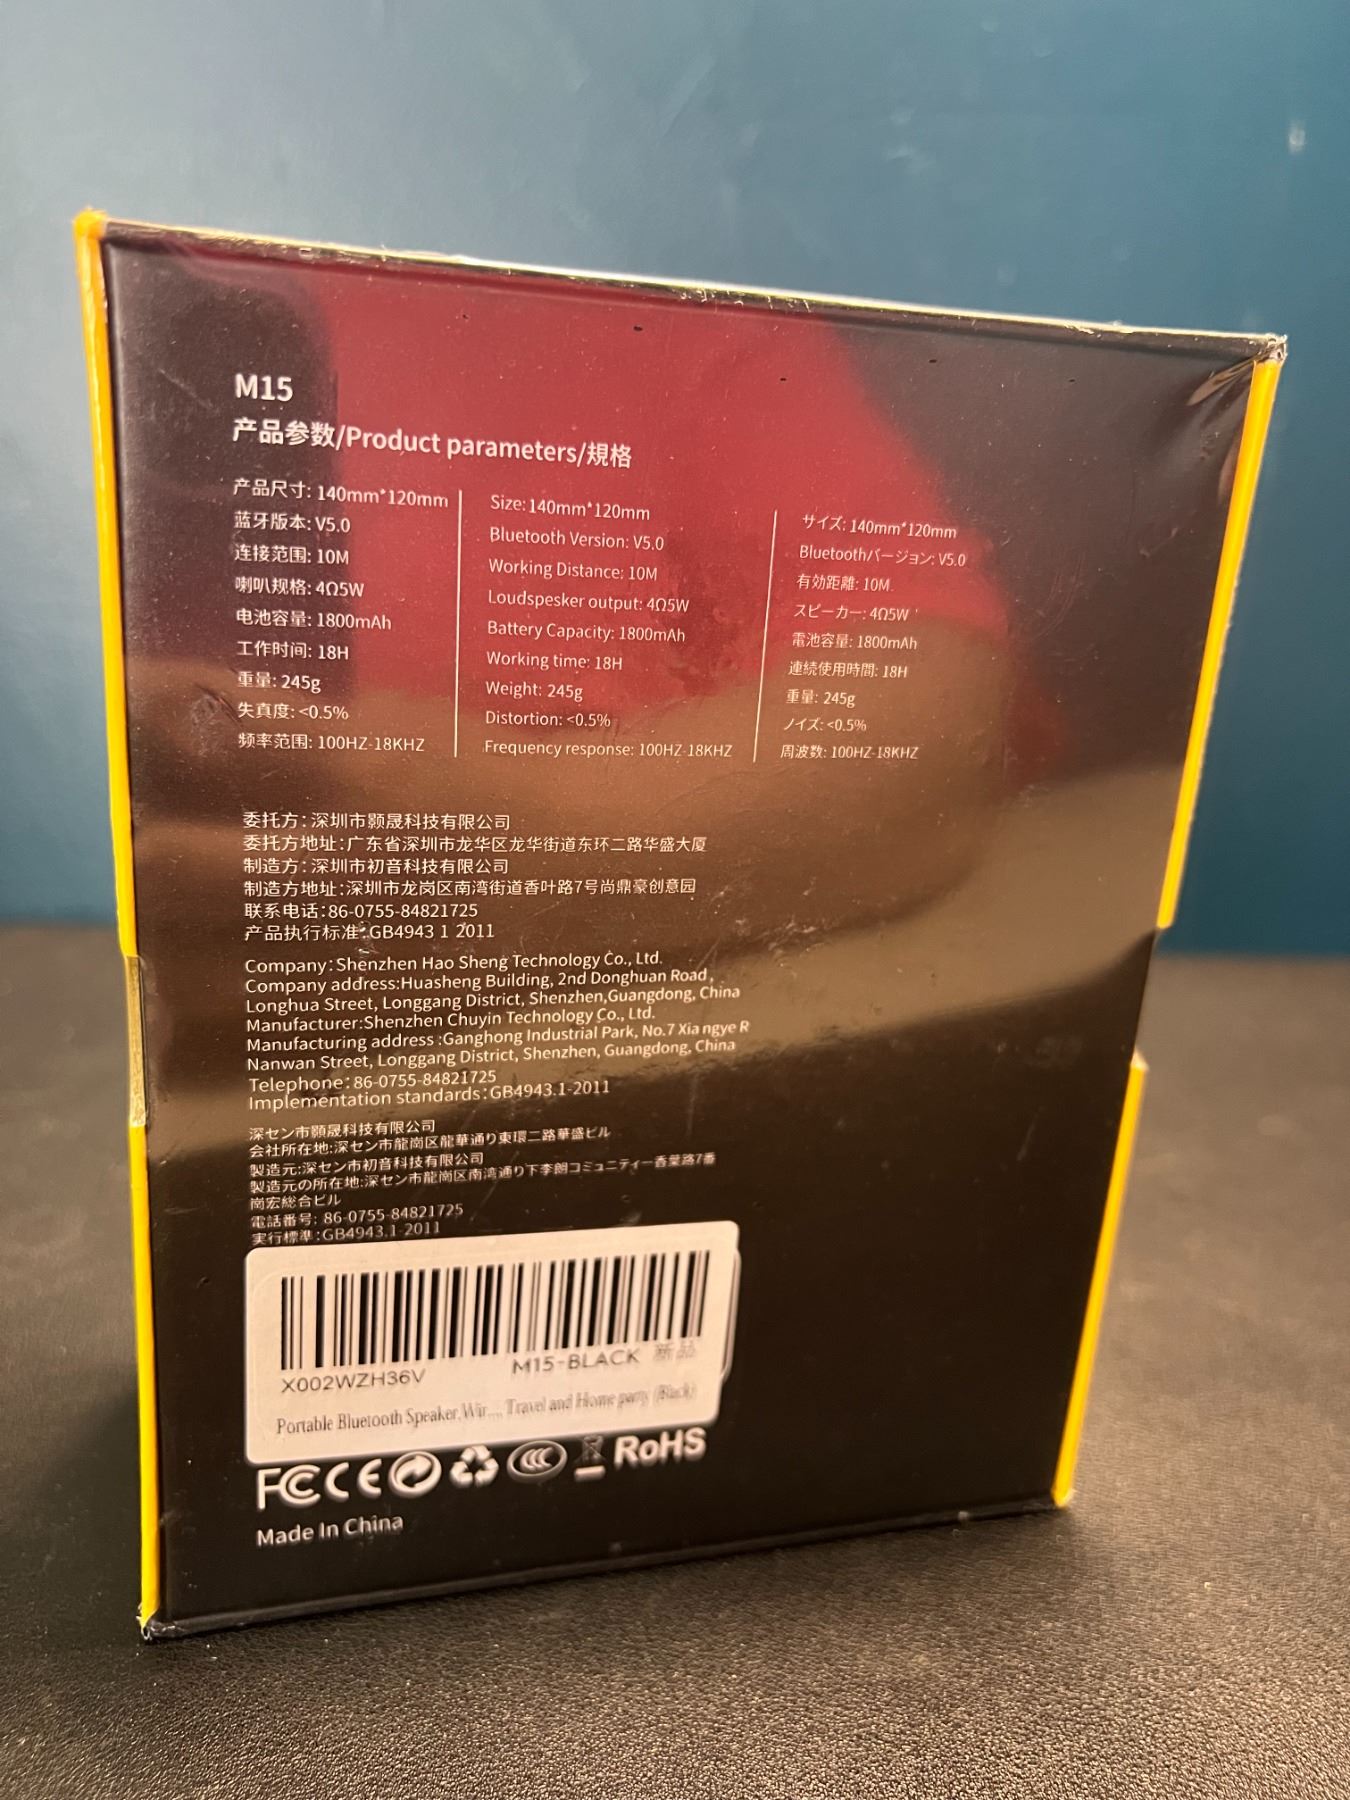 M15
产品参数/Product parameters/規格
产品尺寸: 140mm*120mm
蓝牙版本: V5.0
连接范围: 10M
喇叭规格: 4Ω5W
电池容量: 1800mAh
工作时间: 18H
重量: 245g
失真度: <0.5%
频率范围: 100HZ-18KHZ
Size: 140mm*120mm
Bluetooth Version: V5.0
Working Distance: 10M
Loudspesker output: 4Ω5W
Battery Capacity: 1800mAh
Working time: 18H
Weight: 245g
Distortion: <0.5%
Frequency response: 100HZ-18KHZ
サイズ: 140mm*120mm
Bluetoothバージョン: V5.0
有効距離: 10M
スピーカー: 4Ω5W
電池容量: 1800mAh
連続使用時間: 18H
重量: 245g
ノイズ: <0.5%
周波数: 100HZ-18KHZ
委托方: 深圳市颢晟科技有限公司
委托方地址: 广东省深圳市龙华区龙华街道东环二路华盛大厦
制造方: 深圳市初音科技有限公司
制造方地址: 深圳市龙岗区南湾街道香叶路7号尚鼎豪创意园
联系电话: 86-0755-84821725
产品执行标准: GB4943 1 2011
Company: Shenzhen Hao Sheng Technology Co., Ltd.
Company address:Huasheng Building, 2nd Donghuan Road,
Longhua Street, Longgang District, Shenzhen,Guangdong, China
Manufacturer:Shenzhen Chuyin Technology Co., Ltd.
Manufacturing address :Ganghong Industrial Park, No.7 Xia ngye R
Nanwan Street, Longgang District, Shenzhen, Guangdong, China
Telephone: 86-0755-84821725
Implementation standards: GB4943.1-2011
深セン市顥晟科技有限公司
会社所在地:深セン市龍崗区龍華通り東環二路華盛ビル
製造元:深セン市初音科技有限公司
製造元の所在地:深セン市龍崗区南湾通り下李朗コミュニティー香葉路7番
崗宏総合ビル
電話番号: 86-0755-84821725
実行標準: GB4943.1-2011
X002WZH36V
M15-BLACK 新品
Portable Bluetooth Speaker,Wir.... Travel and Home party (Black)
FC CE CCC RoHS
Made In China